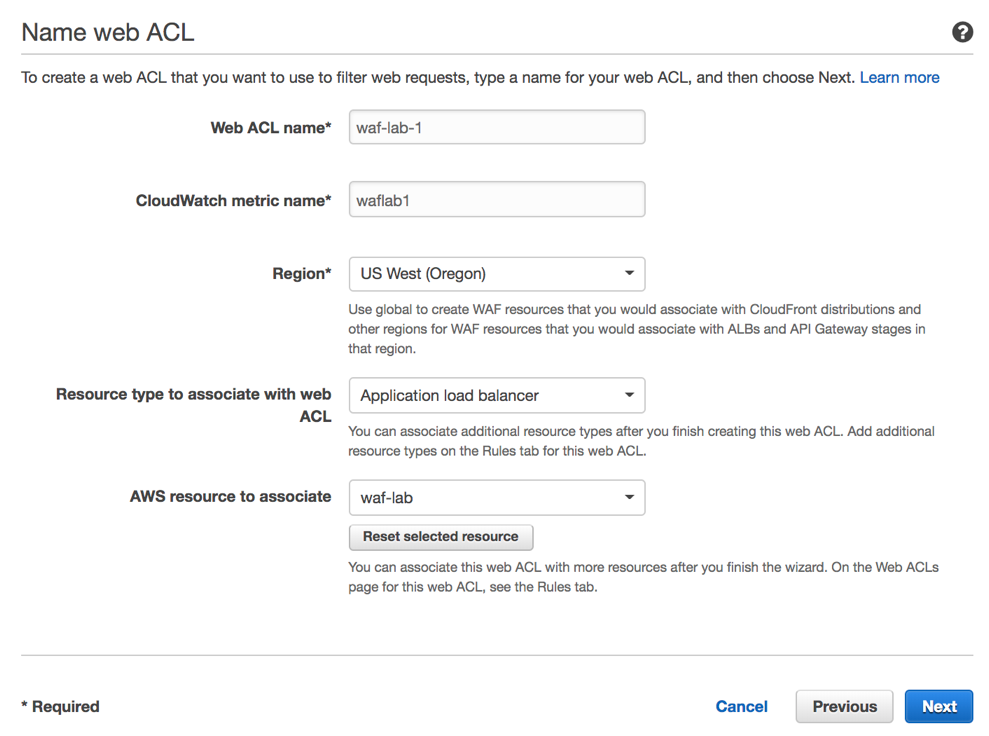 Name web ACL
?
To create a web ACL that you want to use to filter web requests, type a name for your web ACL, and then choose Next. Learn more
Web ACL name*
waf-lab-1
CloudWatch metric name*
waflab1
Region*
US West (Oregon)
Use global to create WAF resources that you would associate with CloudFront distributions and
other regions for WAF resources that you would associate with ALBs and API Gateway stages in
that region.
Resource type to associate with web
ACL
Application load balancer
You can associate additional resource types after you finish creating this web ACL. Add additional
resource types on the Rules tab for this web ACL.
AWS resource to associate
waf-lab
Reset selected resource
You can associate this web ACL with more resources after you finish the wizard. On the Web ACLs
page for this web ACL, see the Rules tab.
* Required
Cancel
Previous
Next